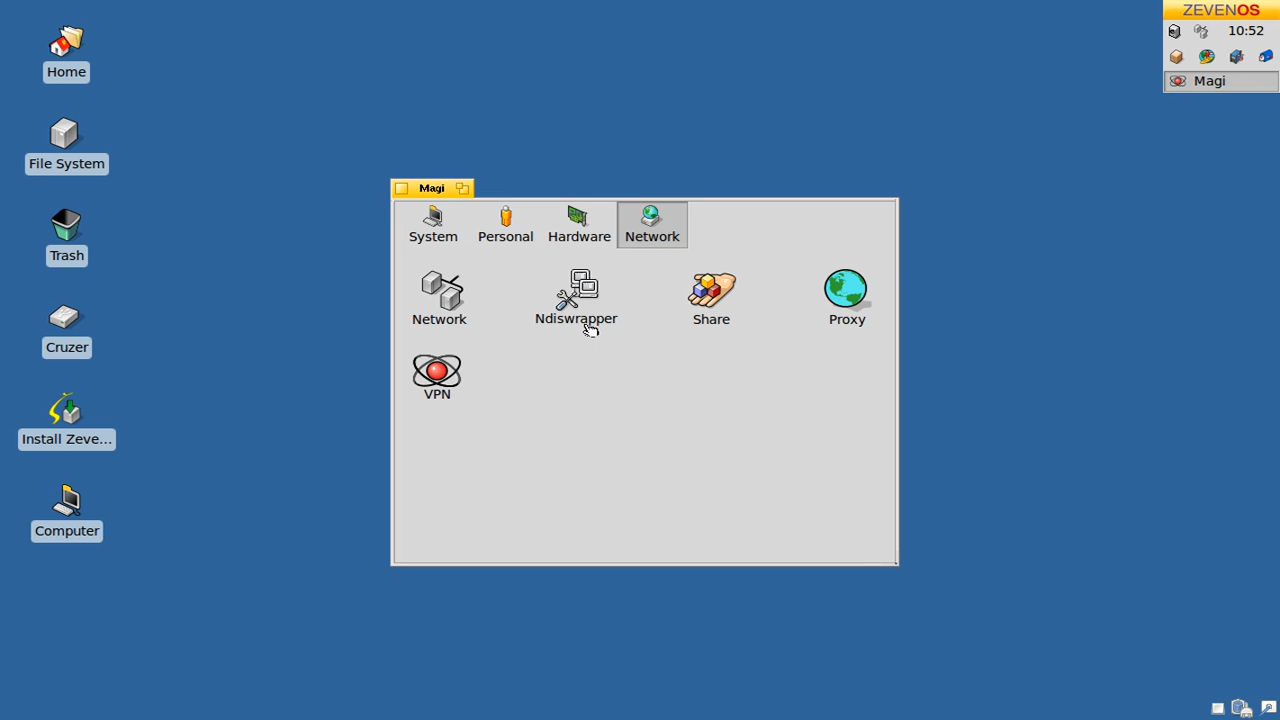 ZEVENOS
10:52
Magi
Home
File System
Trash
Cruzer
Install Zeve...
Computer
Magi
System
Personal
Hardware
Network
Network
Ndiswrapper
Share
Proxy
VPN